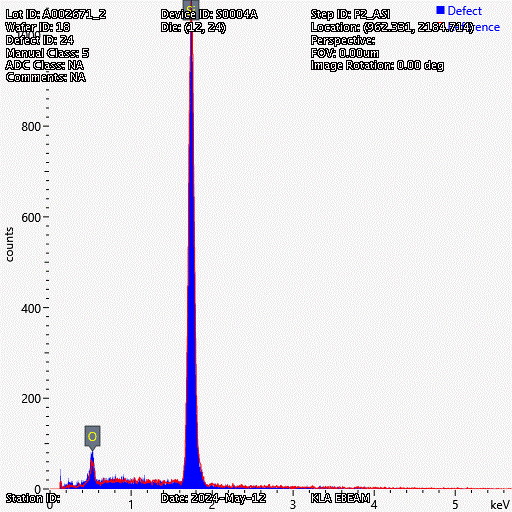 Lot ID: A002671_2 Device ID: S0004A Step ID: P2_ASI
Defect
Wafer ID: 18 Die: (12, 24) Location: (962.331, 2184.714)
Defect ID: 24 Perspective:
Manual Class: 5 FOV: 0.00um
ADC Class: NA Image Rotation: 0.00 deg
Comments: NA
800
600
counts
400
200
O
0
0 1 2 3 4 5 keV
Station ID: Date: 2024-May-12 KLA EBEAM